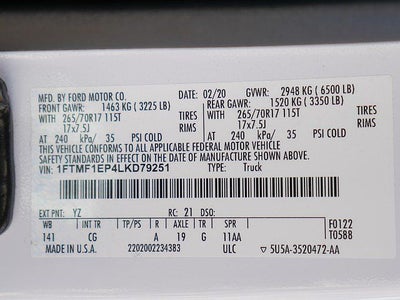 MFD. BY FORD MOTOR CO. 02/20 GVWR: 2948 KG (6500 LB)
FRONT GAWR: 1463 KG (3225 LB) REAR GAWR: 1520 KG (3350 LB)
WITH 265/70R17 115T TIRES WITH 265/70R17 115T TIRES
17x7.5J RIMS 17x7.5J RIMS
AT 240 kPa/ 35 PSI COLD AT 240 kPa/ 35 PSI COLD
THIS VEHICLE CONFORMS TO ALL APPLICABLE FEDERAL MOTOR VEHICLE
SAFETY STANDARDS IN EFFECT ON THE DATE OF MANUFACTURE SHOWN ABOVE.
VIN: 1FTMF1EP4LKD79251 TYPE: Truck
EXT PNT: YZ RC: 21 DSO:
WB TP/PS R AXLE TR SPR F0122
141 CG A 19 G 11AA T0588
MADE IN U.S.A. 2202002234383 ULC 5U5A-3520472-AA